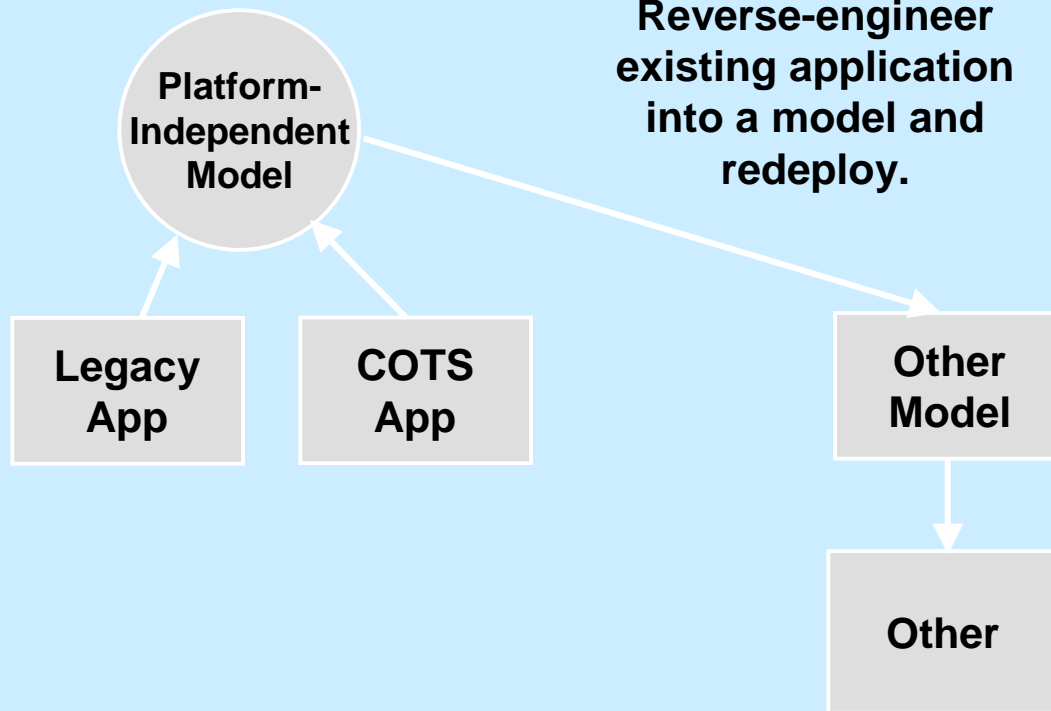 Reverse-engineer
existing application
into a model and
redeploy.
Platform-
Independent
Model
Legacy
App
COTS
App
Other
Model
Other